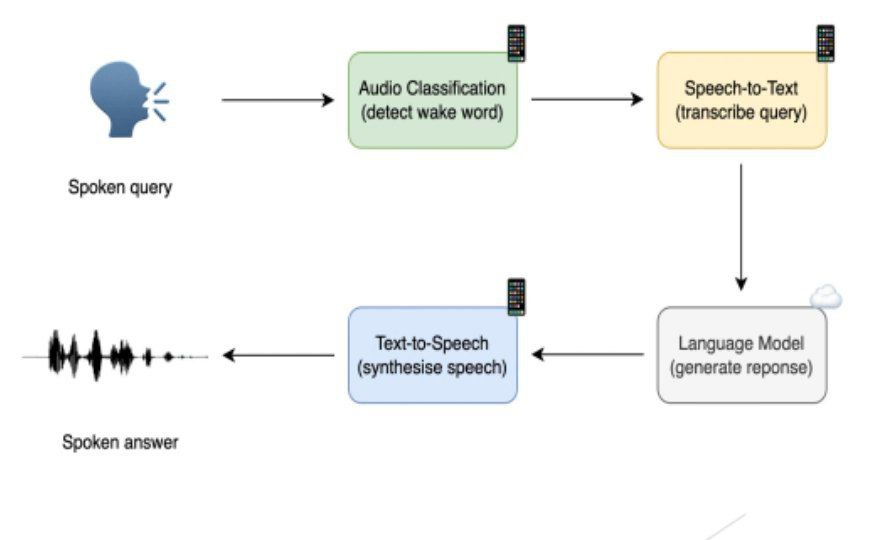 Audio Classification
(detect wake word)
Speech-to-Text
(transcribe query)
Spoken query
Text-to-Speech
(synthesise speech)
Language Model
(generate reponse)
Spoken answer